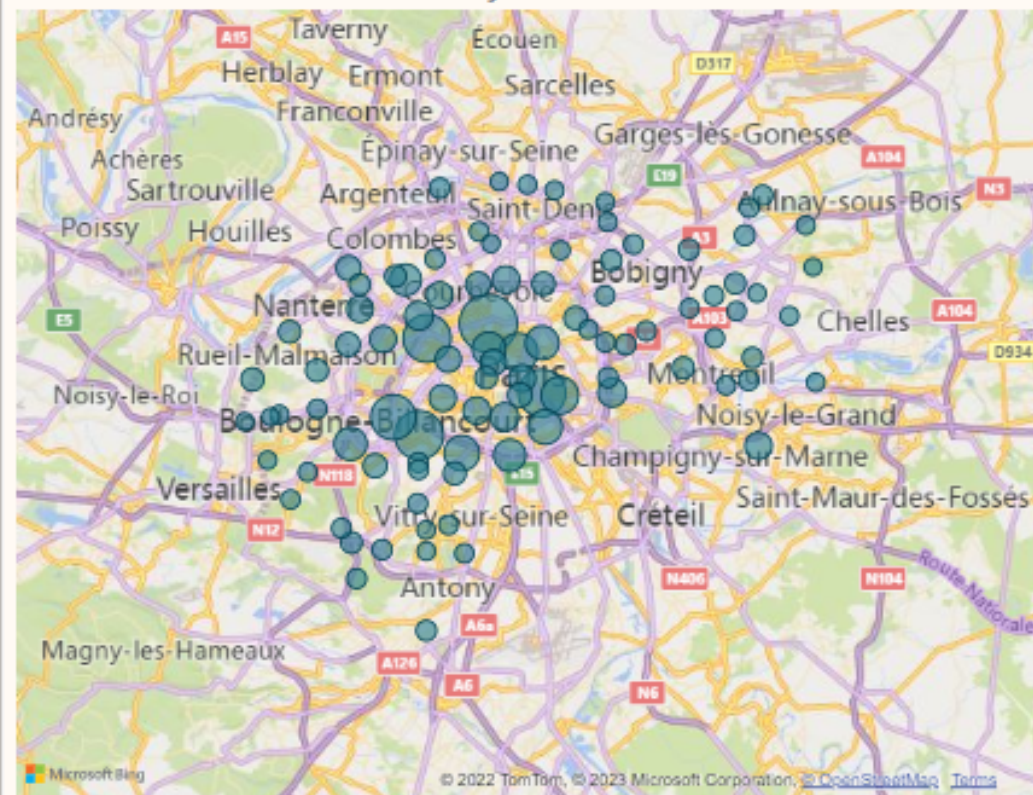 Taverny
A15
Écouen
D317
Herblay
Ermont
Sarcelles
Franconville
Andrésy
Garges-lès-Gonesse
Achères
Épinay-sur-Seine
A104
E19
N3
Sartrouville
Argenteuil
Aulnay-sous-Bois
Saint-Denis
Poissy
Houilles
Colombes
A3
Bobigny
Courbevoie
Nanterre
A104
E5
A103
Chelles
Rueil-Malmaison
D934
Paris
Montreuil
Noisy-le-Roi
Boulogne-Billancourt
Noisy-le-Grand
Champigny-sur-Marne
N118
E15
Versailles
Saint-Maur-des-Fossés
Vitry-sur-Seine
Créteil
N12
Antony
N406
N104
Route Nationale
A6a
Magny-les-Hameaux
A126
A6
N6
Microsoft Bing
© 2022 TomTom, © 2023 Microsoft Corporation, © OpenStreetMap Terms